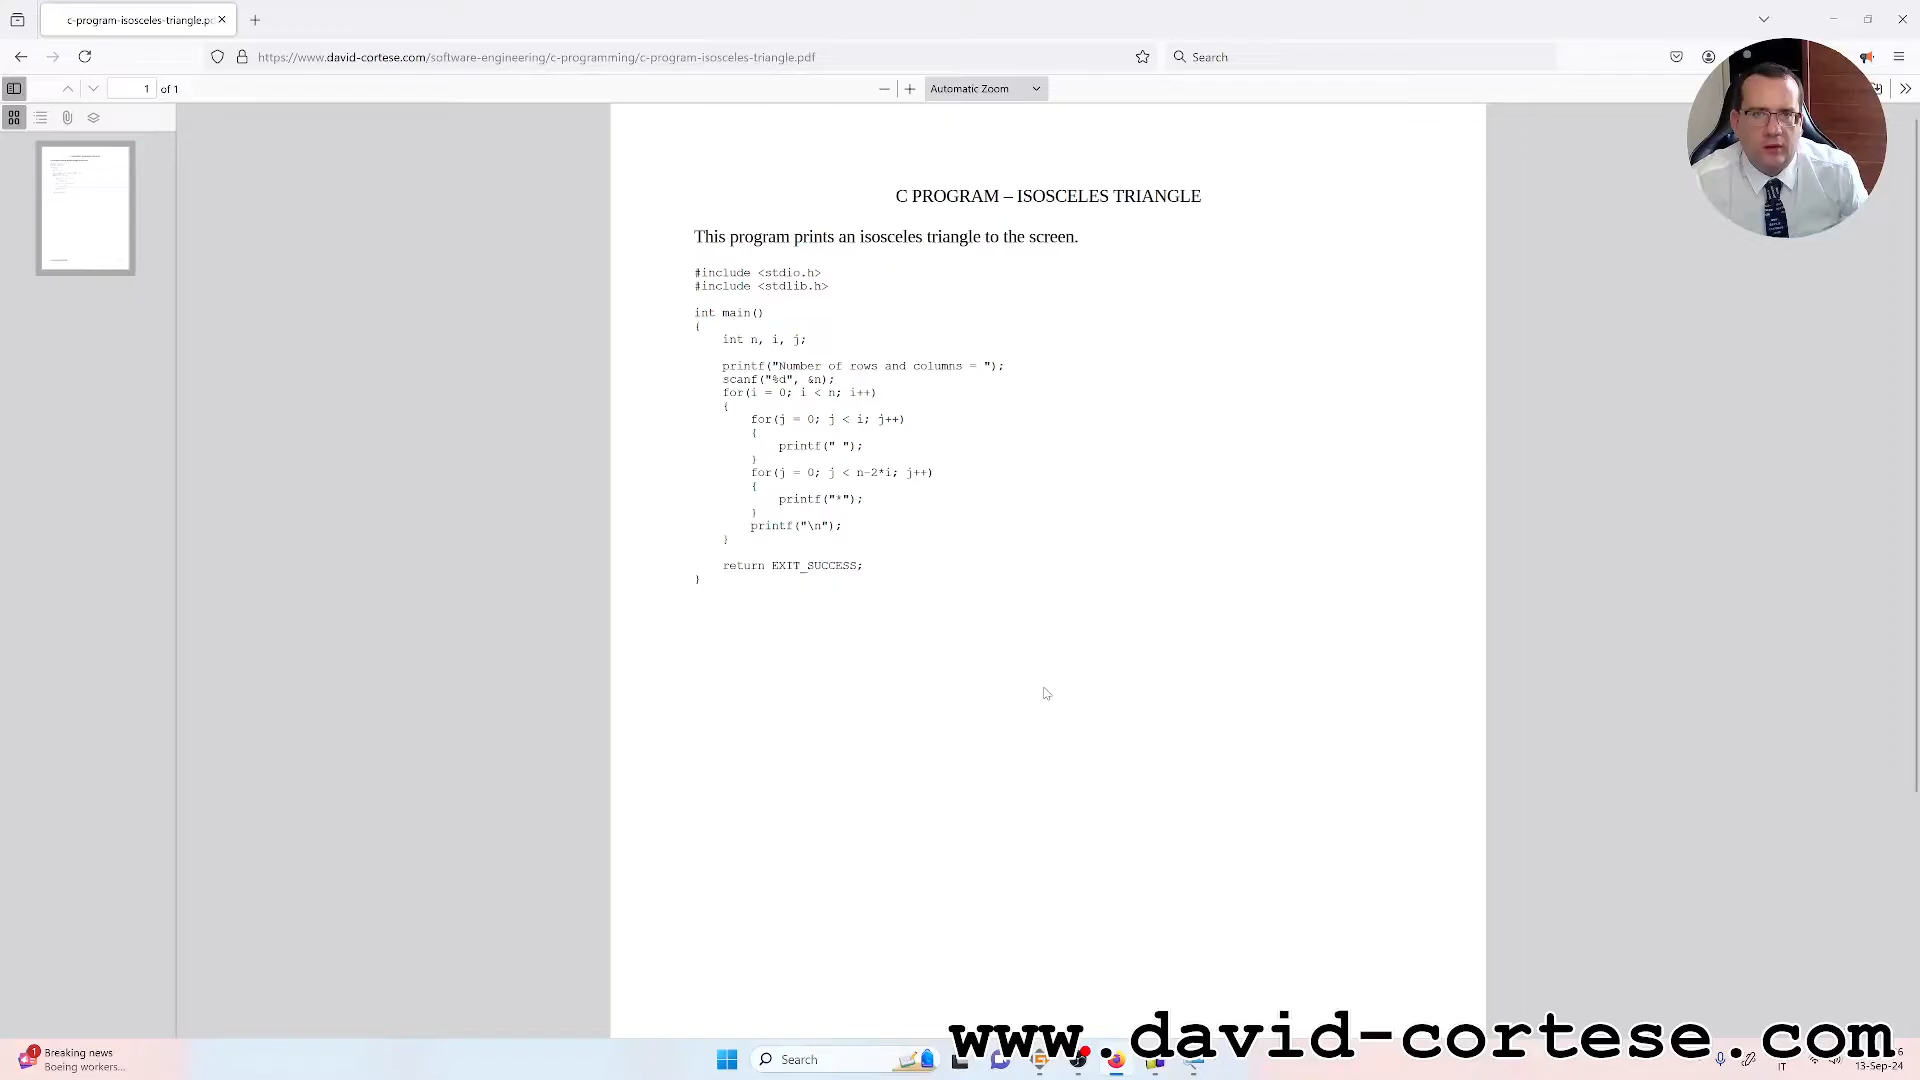 c-program-isosceles-triangle.pd
https://www.david-cortese.com/software-engineering/c-programming/c-program-isosceles-triangle.pdf
Search
1 of 1
Automatic Zoom
C PROGRAM – ISOSCELES TRIANGLE
This program prints an isosceles triangle to the screen.
#include <stdio.h>
#include <stdlib.h>
int main()
{
int n, i, j;
printf("Number of rows and columns = ");
scanf("%d", &n);
for(i = 0; i < n; i++)
{
for(j = 0; j < i; j++)
{
printf(" ");
}
for(j = 0; j < n-2*i; j++)
{
printf("*");
}
printf("\n");
}
return EXIT_SUCCESS;
}
www.david-cortese.com
1
Breaking news
Boeing workers...
Search
IT
13-Sep-24